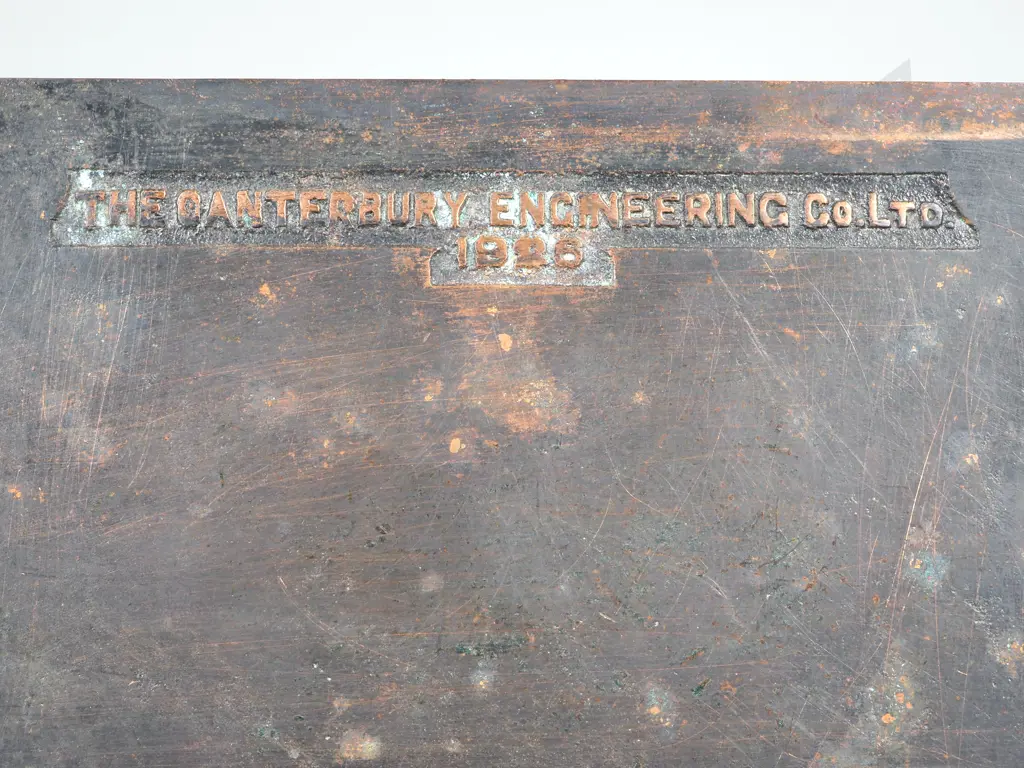 THE CANTERBURY ENGINEERING CO. LTD.
1926